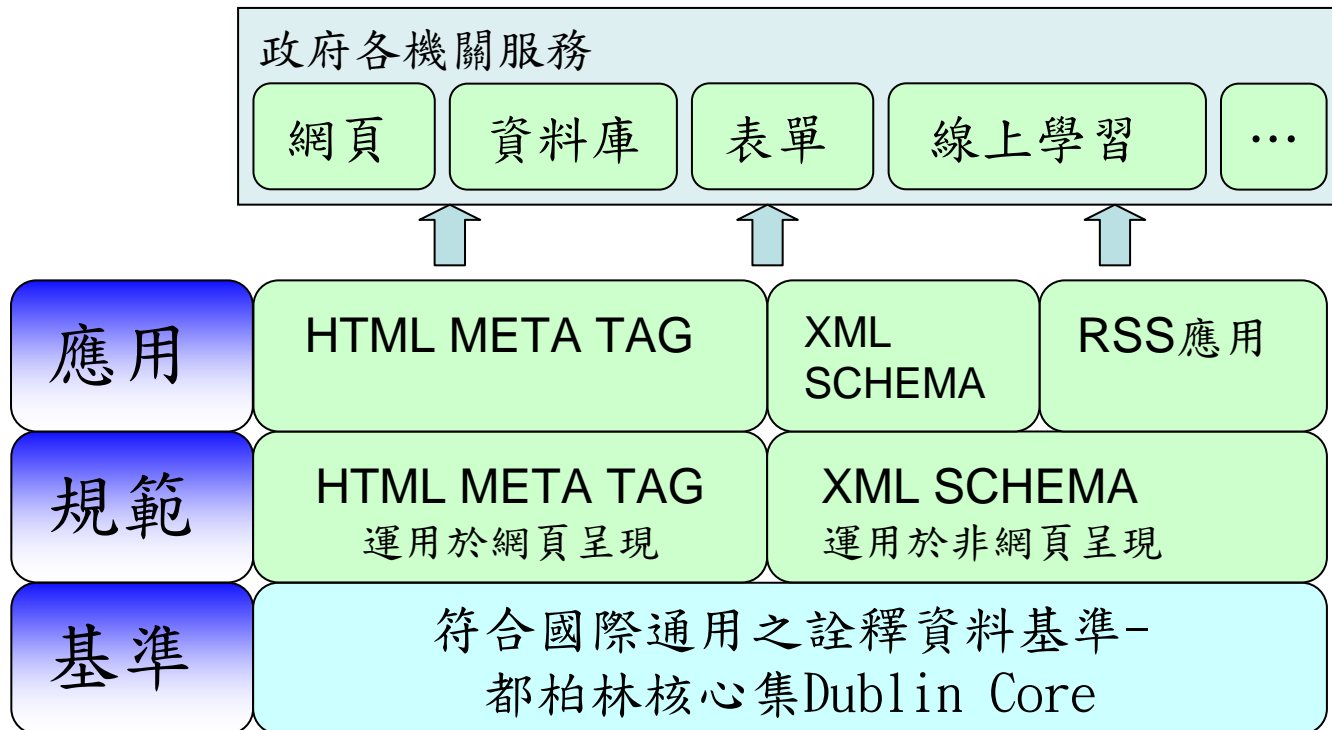 政府各機關服務
網頁
資料庫
表單
線上學習
…
應用
HTML META TAG
XML
SCHEMA
RSS應用
規範
HTML META TAG
運用於網頁呈現
XML SCHEMA
運用於非網頁呈現
基準
符合國際通用之詮釋資料基準-
都柏林核心集Dublin Core